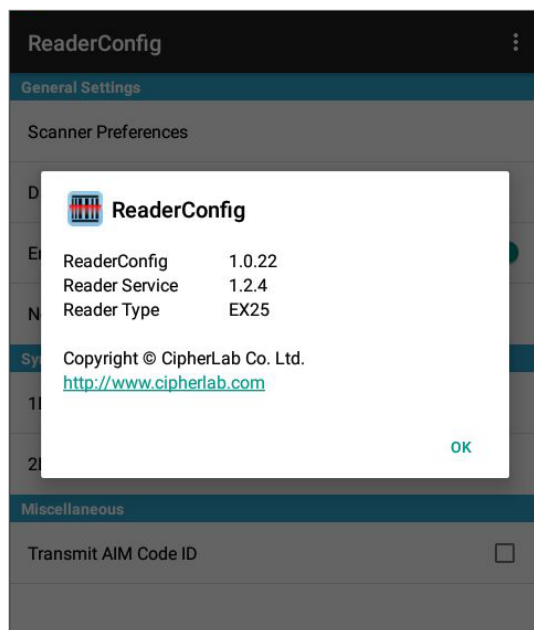 ReaderConfig
General Settings
Scanner Preferences
ReaderConfig
ReaderConfig 1.0.22
Reader Service 1.2.4
Reader Type EX25
Copyright © CipherLab Co. Ltd.
http://www.cipherlab.com
OK
Miscellaneous
Transmit AIM Code ID